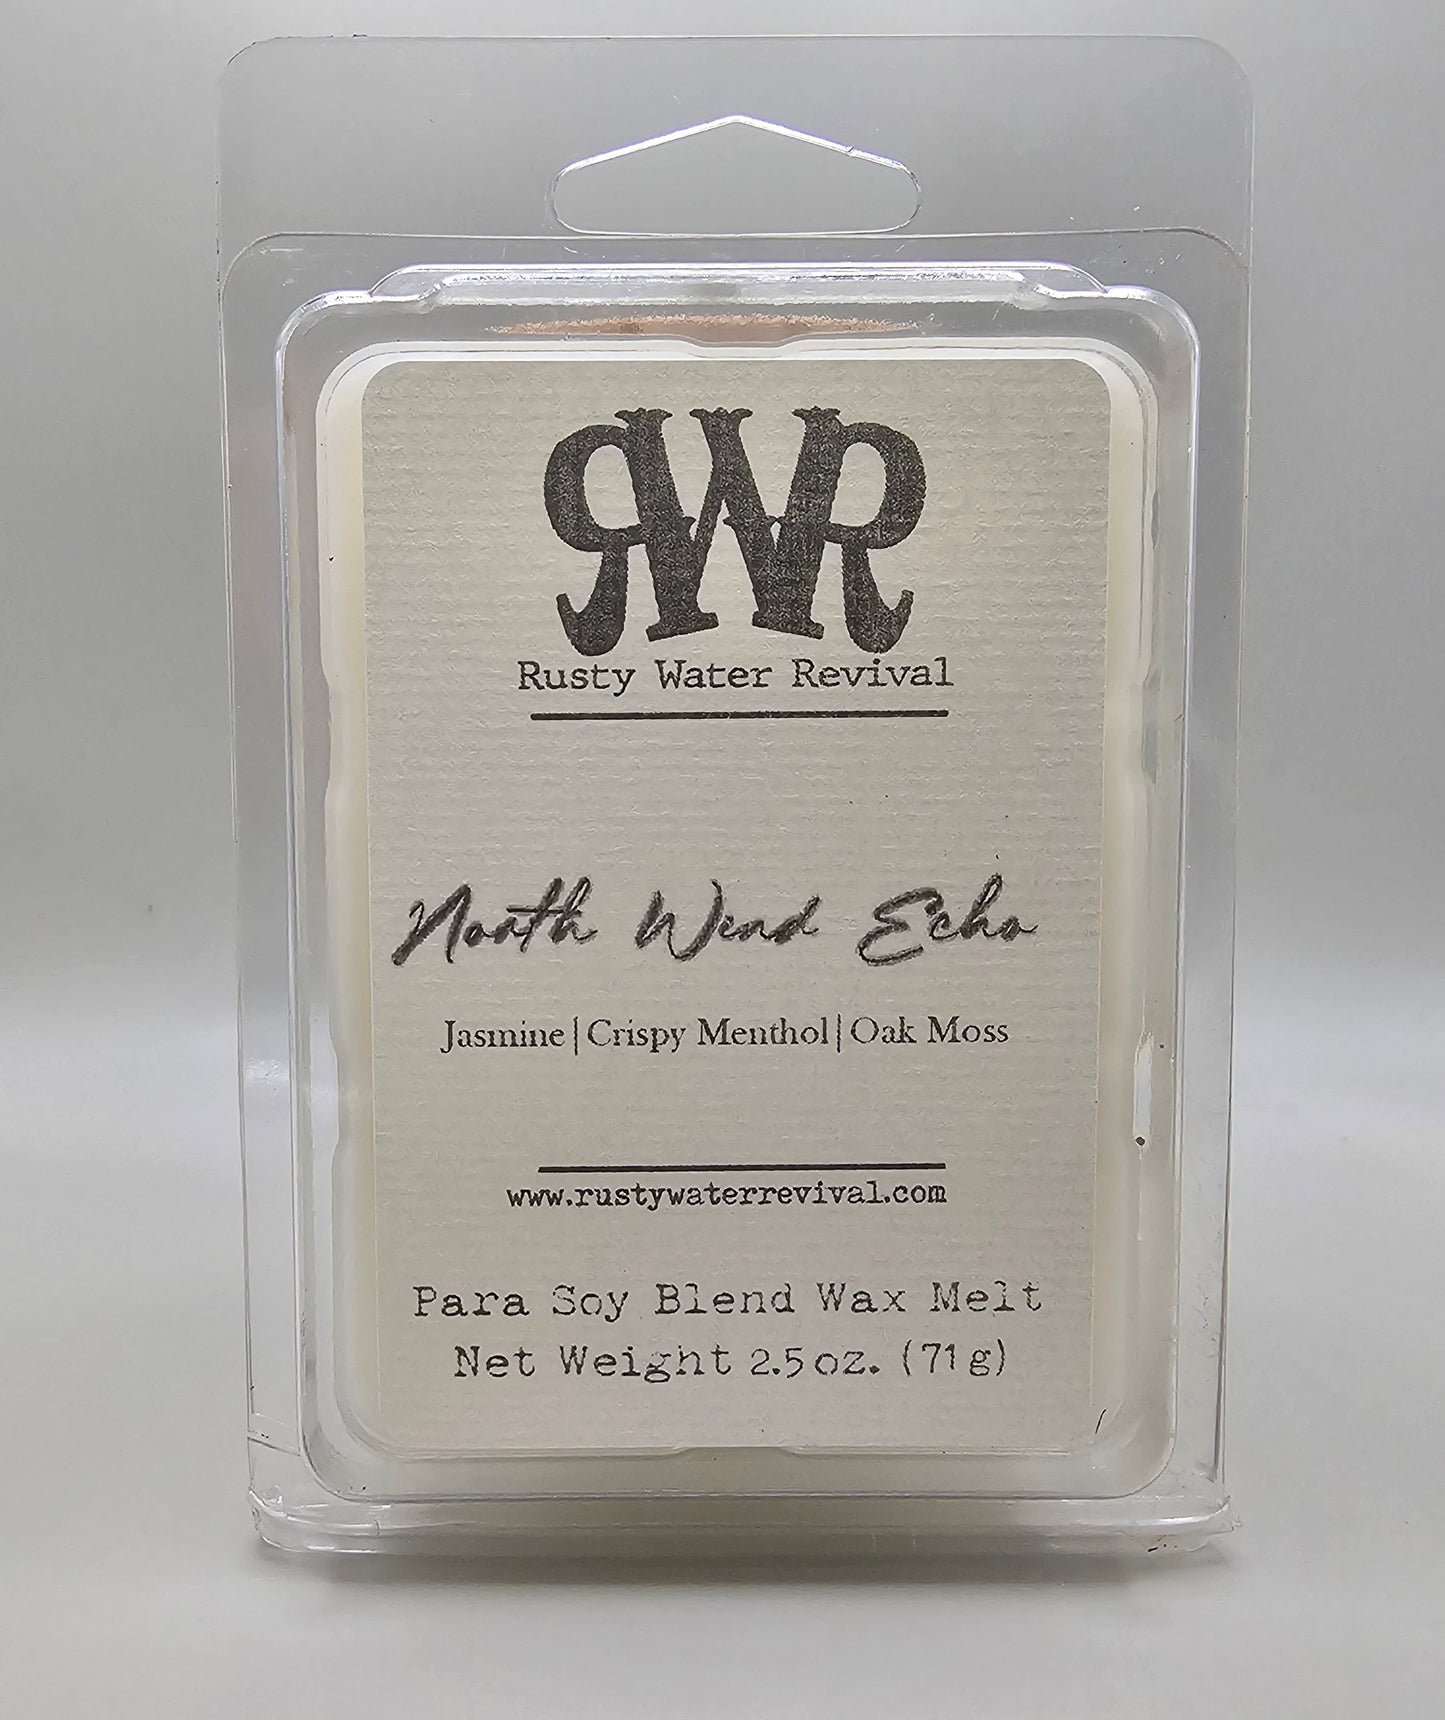 RWR
Rusty Water Revival
North Wind Echo
Jasmine|Crispy Menthol|Oak Moss
www.rustywaterrevival.com
Para Soy Blend Wax Melt
Net Weight 2.5 oz. (71 g)